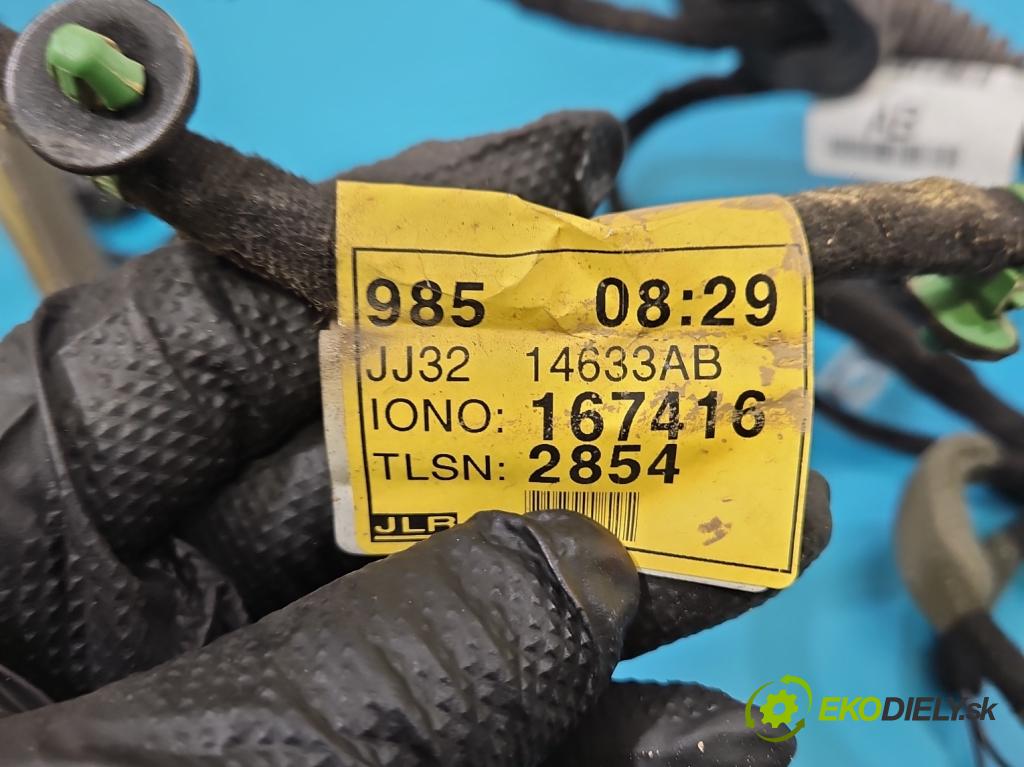 AE
985 08:29
JJ32 14633AB
IONO: 167416
TLSN: 2854
JLR
EKODIELY.sk